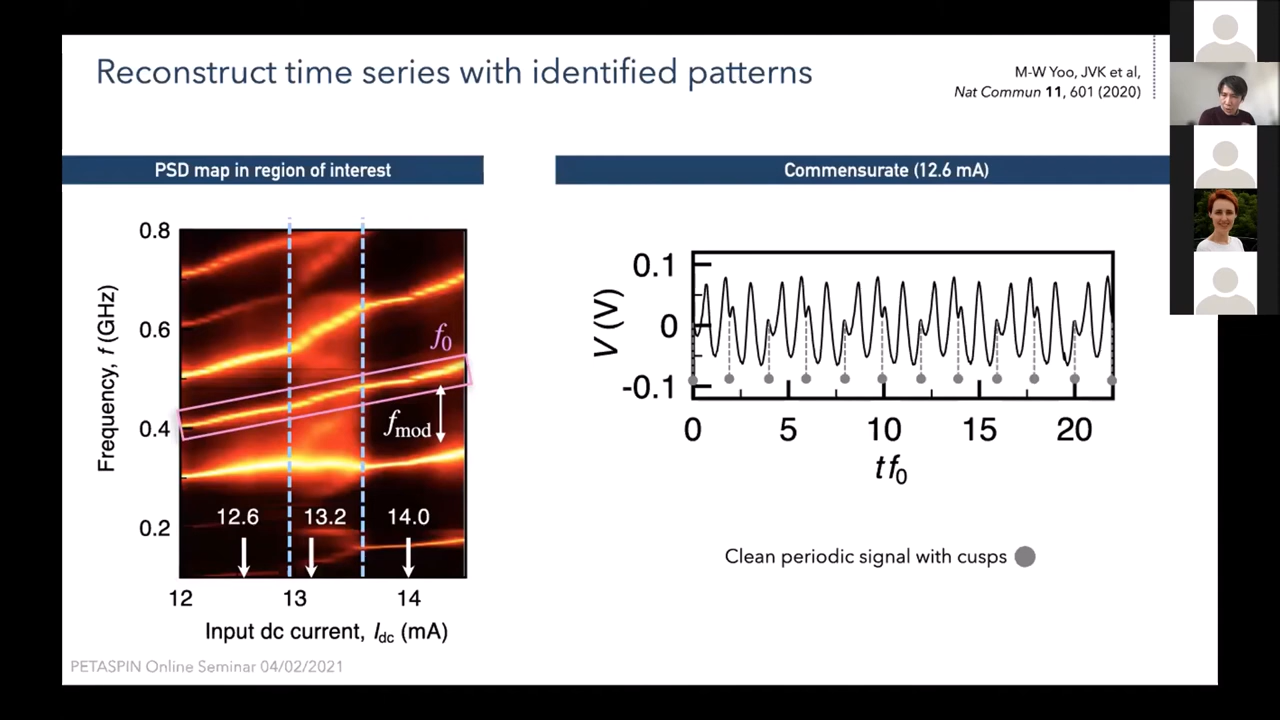 Reconstruct time series with identified patterns
M-W Yoo, JVK et al,
Nat Commun 11, 601 (2020)
PSD map in region of interest
Commensurate (12.6 mA)
0.8
0.6
0.4
0.2
Frequency, f (GHz)
f0
fmod
12.6 13.2 14.0
12 13 14
Input dc current, Idc (mA)
0.1
0
-0.1
V (V)
0 5 10 15 20
t f0
Clean periodic signal with cusps
PETASPIN Online Seminar 04/02/2021